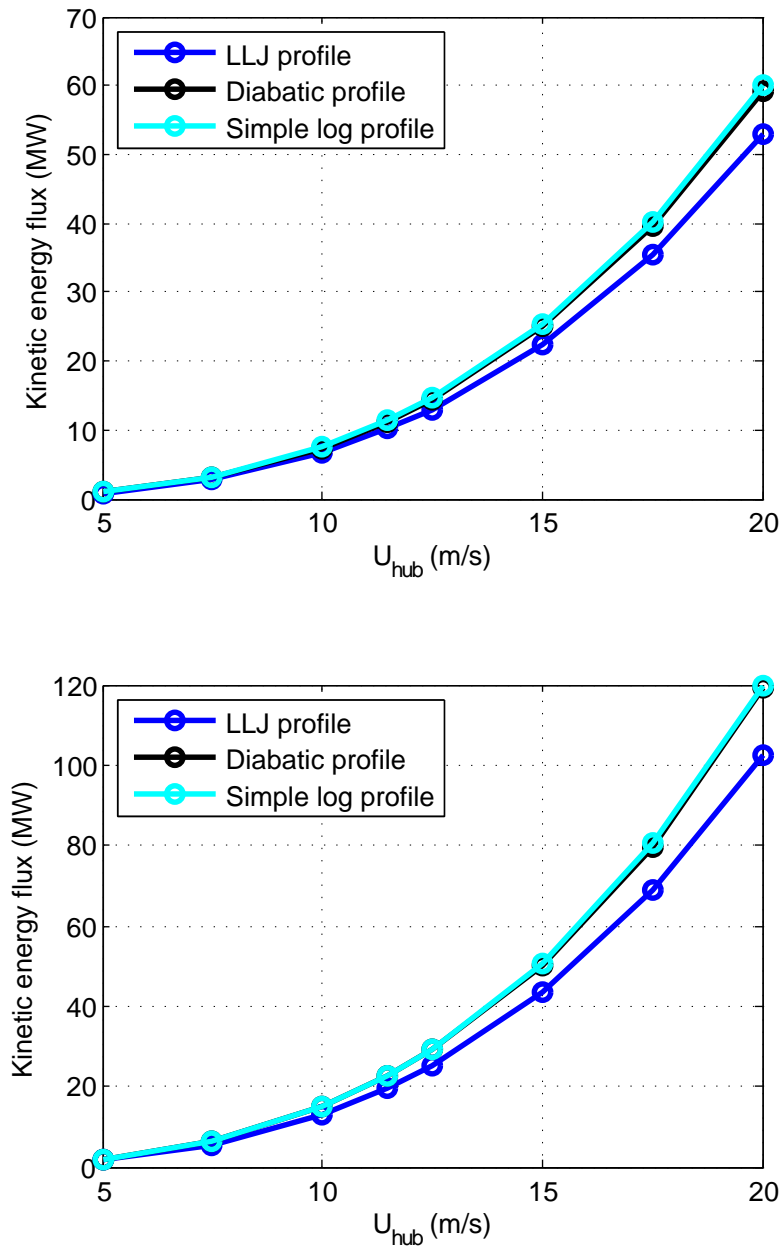 70
60
50
40
30
20
10
0
Kinetic energy flux (MW)
LLJ profile
Diabatic profile
Simple log profile
5
10
15
20
U_hub (m/s)
120
100
80
60
40
20
0
Kinetic energy flux (MW)
LLJ profile
Diabatic profile
Simple log profile
5
10
15
20
U_hub (m/s)